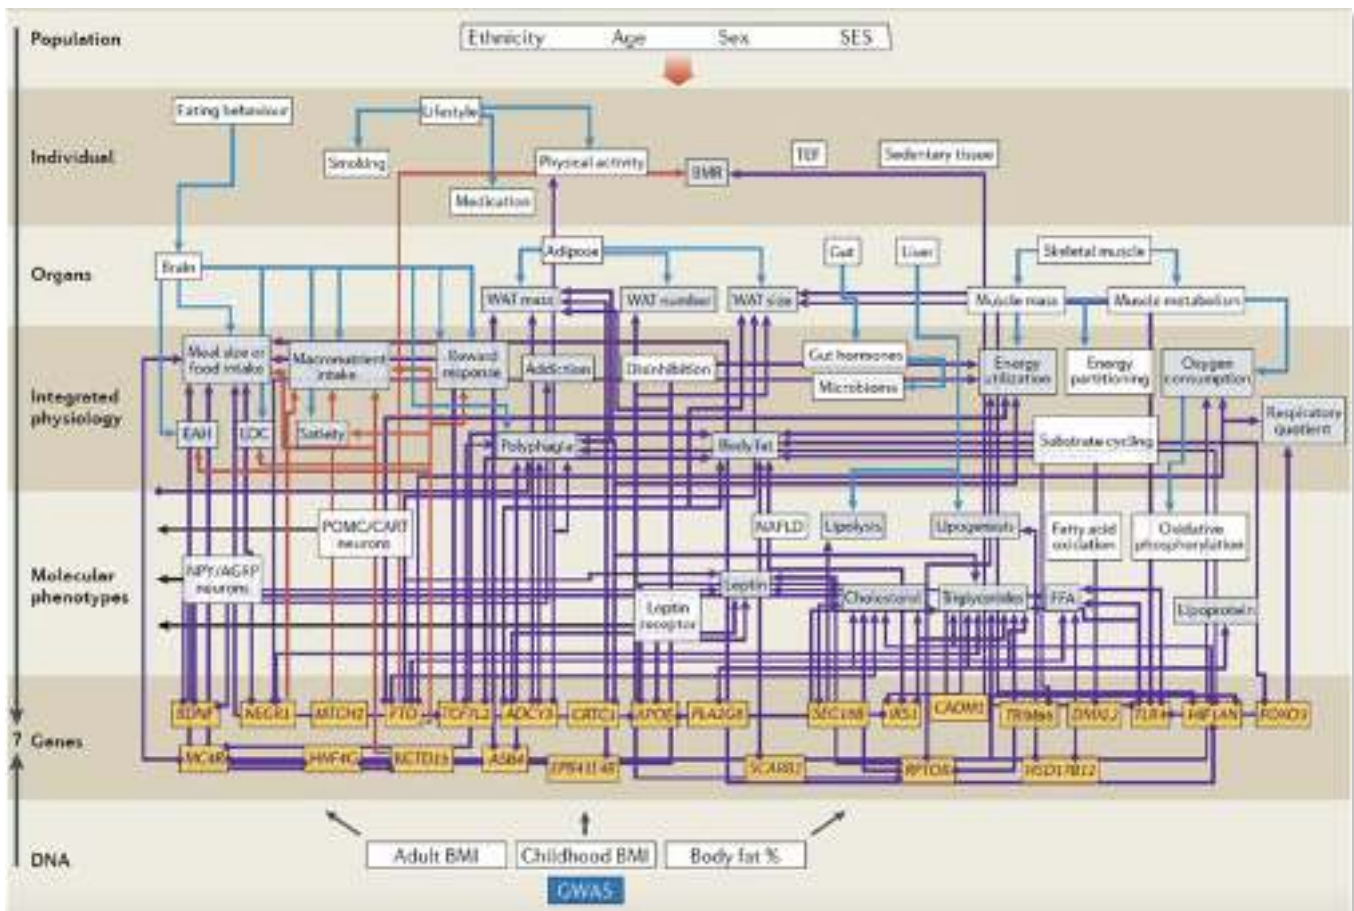 Population
Ethnicity Age Sex SES
Eating behaviour
Lifestyle
Individual
Smoking
Physical activity
BMR
TEF
Sedentary tissue
Medication
Organs
Brain
Adipose
Gut
Liver
Skeletal muscle
WAT mass
WAT number
WAT size
Muscle mass
Muscle metabolism
Integrated
physiology
Meal size or
food intake
Macronutrient
intake
Reward
response
Addiction
Disinhibition
Gut hormones
Microbiome
Energy
utilization
Energy
partitioning
Oxygen
consumption
Respiratory
quotient
EAH
LOC
Satiety
Polyphagia
Body fat
Substrate cycling
Molecular
phenotypes
POMC/CART
neurons
NAFLD
Lipolysis
Lipogenesis
Fatty acid
oxidation
Oxidative
phosphorylation
NPY/AGRP
neurons
Leptin
Leptin
receptor
Cholesterol
Triglycerides
FFA
Lipoprotein
?
Genes
BDNF
NEGR1
MTCH2
FTO
TCF7L2
ADCY3
CRTC1
APOE
PLA2G6
SEC16B
IRS1
CADM1
TRIM66
DMXL2
TLR4
HIF1AN
FOXO3
MC4R
HNF4G
KCTD15
ASB4
EPB41L4B
SCARB2
RPTOR
HSD17B12
DNA
Adult BMI
Childhood BMI
Body fat %
GWAS